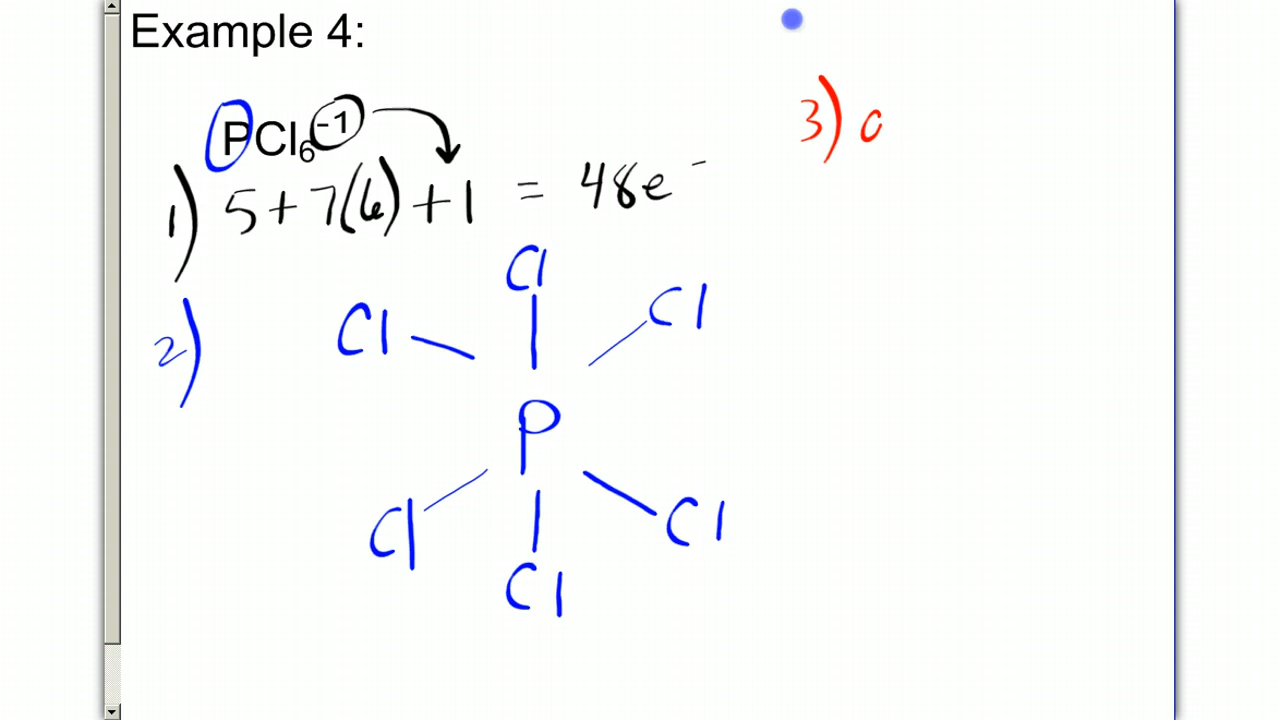 Example 4:
PCl6-1
1) 5+7(6)+1 = 48e-
2)
Cl
Cl Cl
P
Cl Cl
Cl
3) c